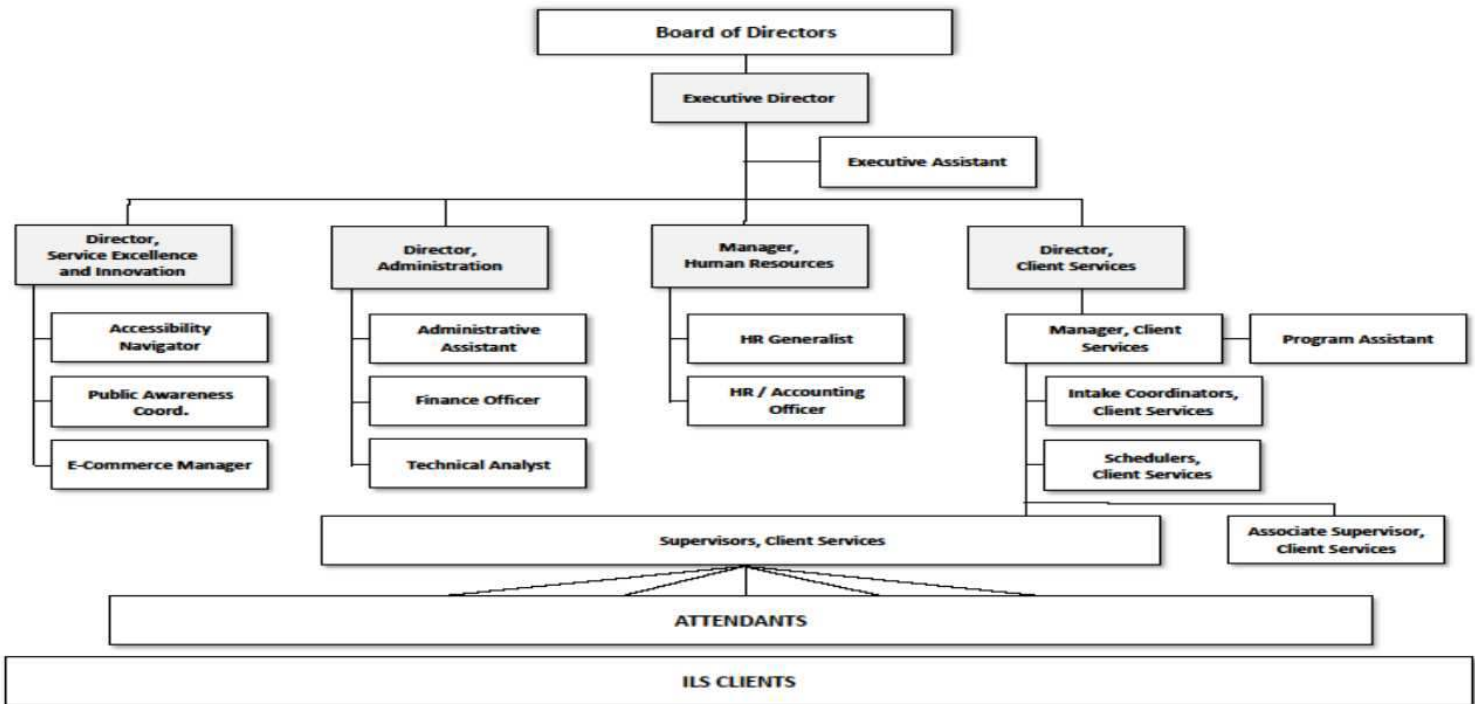 Board of Directors
Executive Director
Executive Assistant
Director,
Service Excellence
and Innovation
Director,
Administration
Manager,
Human Resources
Director,
Client Services
Accessibility
Navigator
Public Awareness
Coord.
E-Commerce Manager
Administrative
Assistant
Finance Officer
Technical Analyst
HR Generalist
HR / Accounting
Officer
Manager, Client
Services
Program Assistant
Intake Coordinators,
Client Services
Schedulers,
Client Services
Supervisors, Client Services
Associate Supervisor,
Client Services
ATTENDANTS
ILS CLIENTS